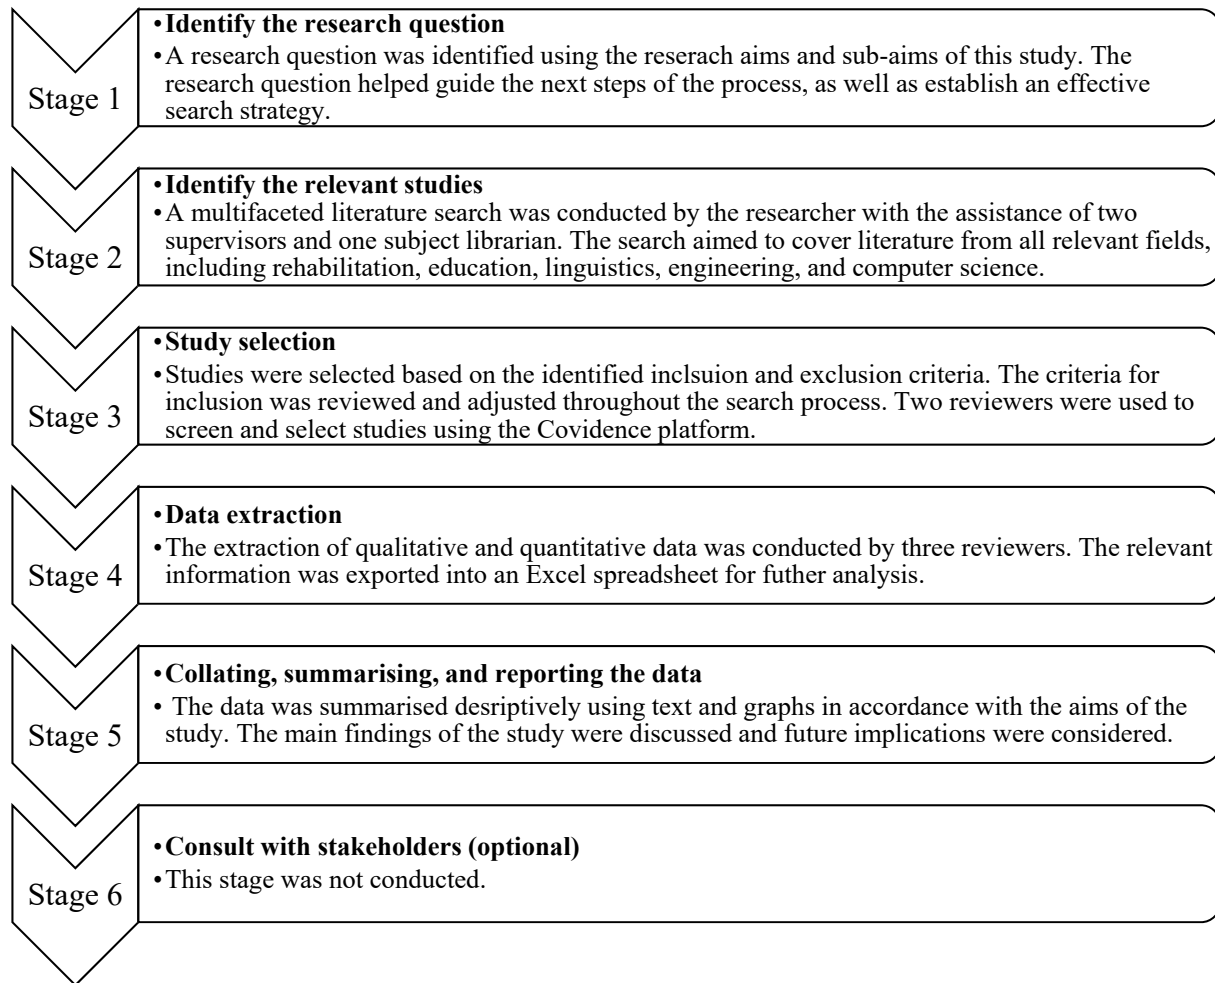 Stage 1
•Identify the research question
•A research question was identified using the reserach aims and sub-aims of this study. The
research question helped guide the next steps of the process, as well as establish an effective
search strategy.
Stage 2
•Identify the relevant studies
•A multifaceted literature search was conducted by the researcher with the assistance of two
supervisors and one subject librarian. The search aimed to cover literature from all relevant fields,
including rehabilitation, education, linguistics, engineering, and computer science.
Stage 3
•Study selection
•Studies were selected based on the identified inclsuion and exclusion criteria. The criteria for
inclusion was reviewed and adjusted throughout the search process. Two reviewers were used to
screen and select studies using the Covidence platform.
Stage 4
•Data extraction
•The extraction of qualitative and quantitative data was conducted by three reviewers. The relevant
information was exported into an Excel spreadsheet for futher analysis.
Stage 5
•Collating, summarising, and reporting the data
• The data was summarised desriptively using text and graphs in accordance with the aims of the
study. The main findings of the study were discussed and future implications were considered.
Stage 6
•Consult with stakeholders (optional)
•This stage was not conducted.